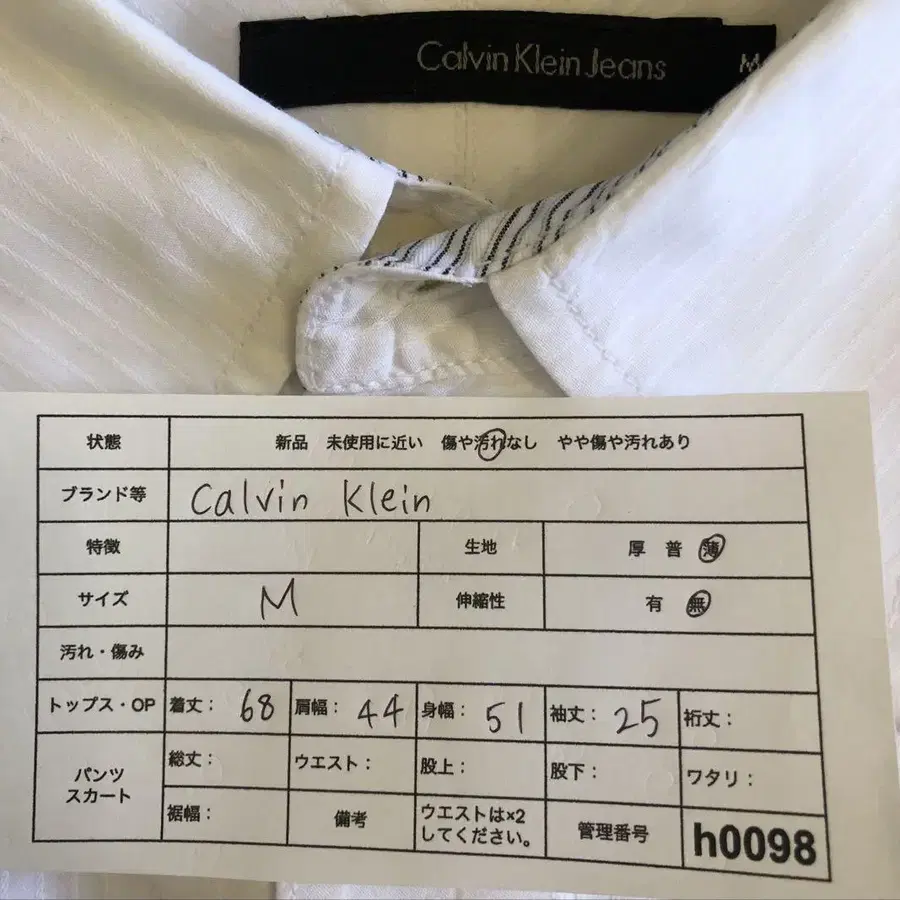 Calvin Klein Jeans M
状態 新品 未使用に近い 傷や汚れなし やや傷や汚れあり
ブランド等 Calvin Klein
特徴 生地 厚 普 薄
サイズ M 伸縮性 有 無
汚れ・傷み
トップス・OP 着丈： 68 肩幅： 44 身幅： 51 袖丈： 25 裄丈：
パンツ
スカート
総丈： ウエスト： 股上： 股下： ワタリ：
裾幅： 備考 ウエストは×2
してください。 管理番号 h0098